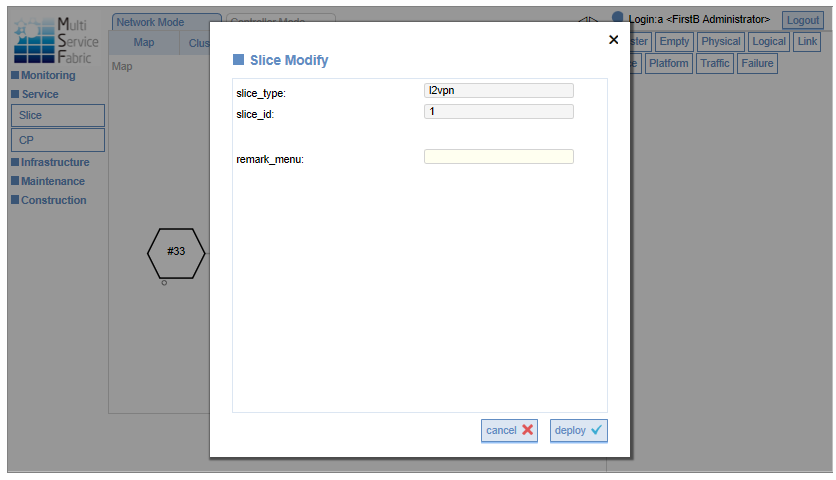 Multi
Service
Fabric
Network Mode
Controller Mode
Login:a <FirstB Administrator>
Logout
Map
Clus
Empty
Physical
Logical
Link
Platform
Traffic
Failure
Map
Monitoring
Service
Slice
CP
Infrastructure
Maintenance
Construction
#33
Slice Modify
slice_type:
l2vpn
slice_id:
1
remark_menu:
cancel
deploy